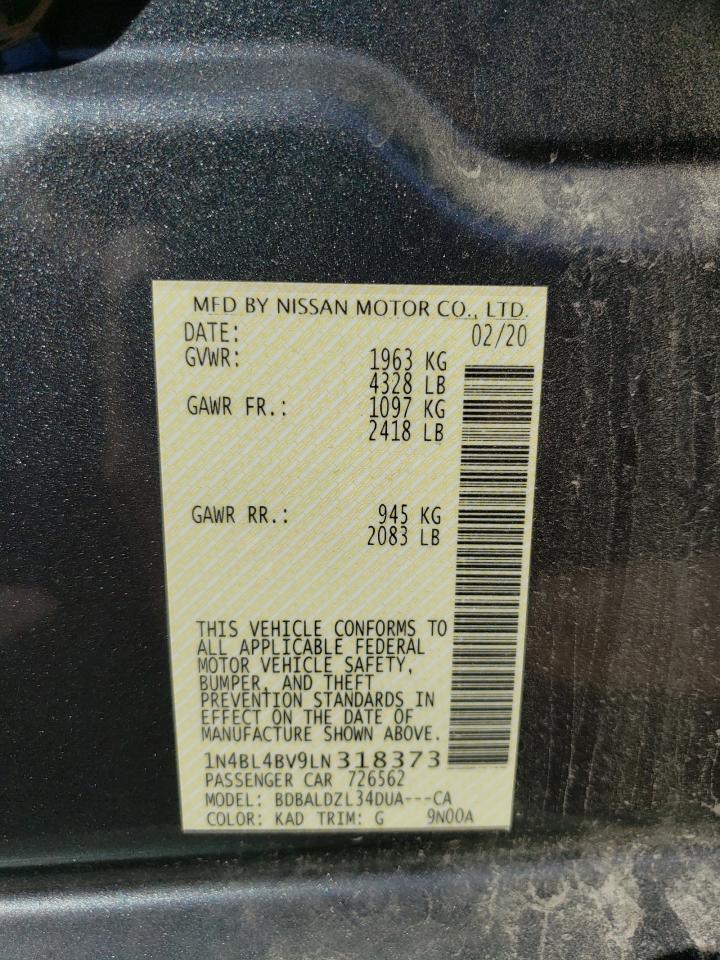 MFD BY NISSAN MOTOR CO., LTD.
DATE: 02/20
GVWR: 1963 KG
4328 LB
GAWR FR.: 1097 KG
2418 LB
GAWR RR.: 945 KG
2083 LB
THIS VEHICLE CONFORMS TO
ALL APPLICABLE FEDERAL
MOTOR VEHICLE SAFETY,
BUMPER, AND THEFT
PREVENTION STANDARDS IN
EFFECT ON THE DATE OF
MANUFACTURE SHOWN ABOVE.
1N4BL4BV9LN318373
PASSENGER CAR 726562
MODEL: BDBALDZL34DUA---CA
COLOR: KAD TRIM: G 9N00A